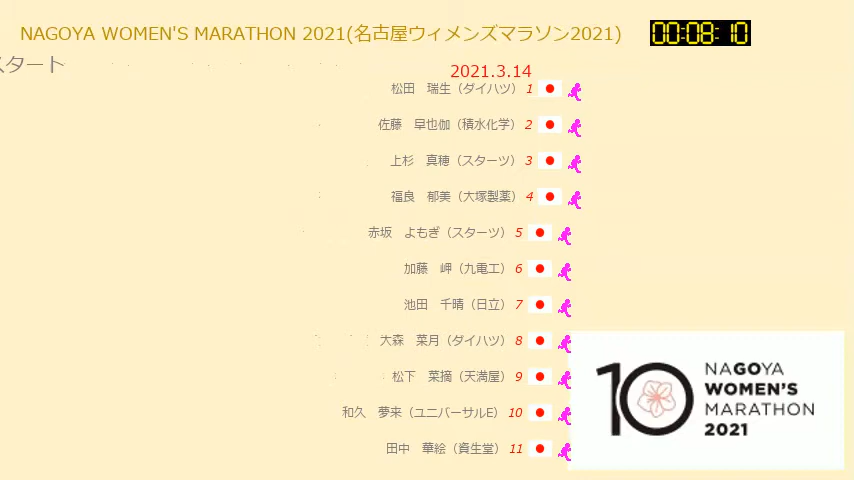 NAGOYA WOMEN'S MARATHON 2021(名古屋ウィメンズマラソン2021)
00:08:10
スタート
2021.3.14
松田 瑞生（ダイハツ） 1
佐藤 早也伽（積水化学） 2
上杉 真穂（スターツ） 3
福良 郁美（大塚製薬） 4
赤坂 よもぎ（スターツ） 5
加藤 岬（九電工） 6
池田 千晴（日立） 7
大森 菜月（ダイハツ） 8
松下 菜摘（天満屋） 9
和久 夢来（ユニバーサルE） 10
田中 華絵（資生堂） 11
10
NAGOYA
WOMEN'S
MARATHON
2021